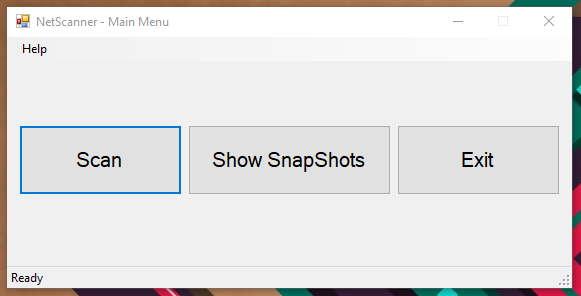 NetScanner - Main Menu
Help
Scan Show SnapShots Exit
Ready